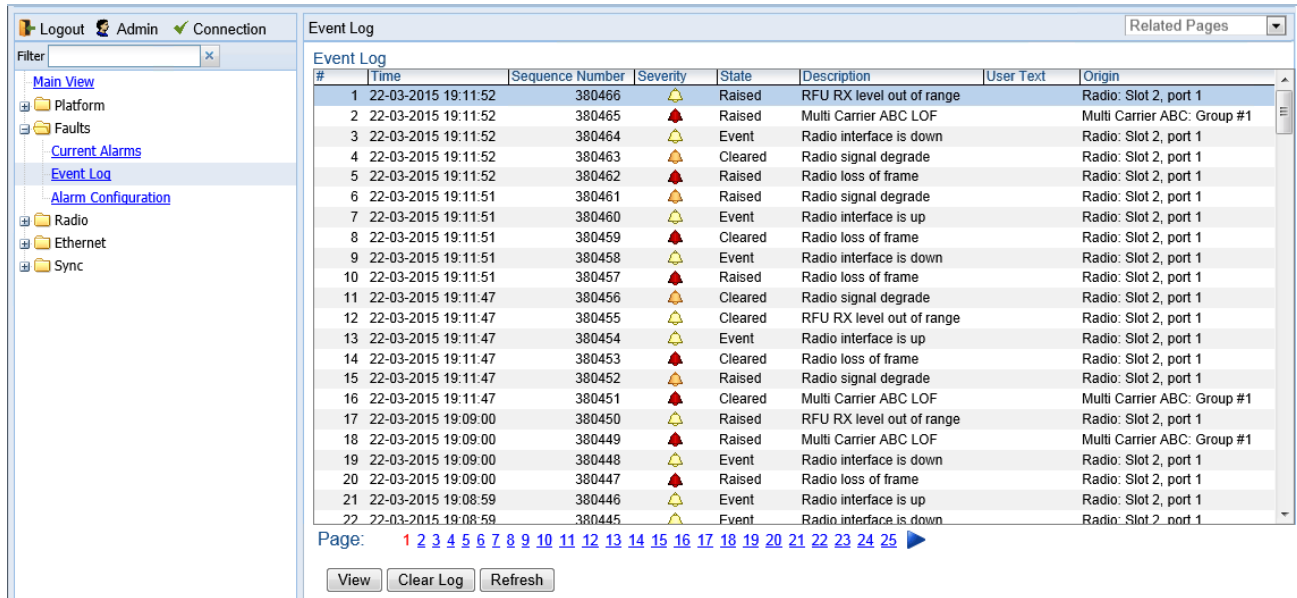 Logout Admin Connection
Filter
Main View
Platform
Faults
Current Alarms
Event Log
Alarm Configuration
Radio
Ethernet
Sync
Event Log Related Pages
Event Log
# Time Sequence Number Severity State Description User Text Origin
1 22-03-2015 19:11:52 380466 Raised RFU RX level out of range Radio: Slot 2, port 1
2 22-03-2015 19:11:52 380465 Raised Multi Carrier ABC LOF Multi Carrier ABC: Group #1
3 22-03-2015 19:11:52 380464 Event Radio interface is down Radio: Slot 2, port 1
4 22-03-2015 19:11:52 380463 Cleared Radio signal degrade Radio: Slot 2, port 1
5 22-03-2015 19:11:52 380462 Raised Radio loss of frame Radio: Slot 2, port 1
6 22-03-2015 19:11:51 380461 Raised Radio signal degrade Radio: Slot 2, port 1
7 22-03-2015 19:11:51 380460 Event Radio interface is up Radio: Slot 2, port 1
8 22-03-2015 19:11:51 380459 Cleared Radio loss of frame Radio: Slot 2, port 1
9 22-03-2015 19:11:51 380458 Event Radio interface is down Radio: Slot 2, port 1
10 22-03-2015 19:11:51 380457 Raised Radio loss of frame Radio: Slot 2, port 1
11 22-03-2015 19:11:47 380456 Cleared Radio signal degrade Radio: Slot 2, port 1
12 22-03-2015 19:11:47 380455 Cleared RFU RX level out of range Radio: Slot 2, port 1
13 22-03-2015 19:11:47 380454 Event Radio interface is up Radio: Slot 2, port 1
14 22-03-2015 19:11:47 380453 Cleared Radio loss of frame Radio: Slot 2, port 1
15 22-03-2015 19:11:47 380452 Raised Radio signal degrade Radio: Slot 2, port 1
16 22-03-2015 19:11:47 380451 Cleared Multi Carrier ABC LOF Multi Carrier ABC: Group #1
17 22-03-2015 19:09:00 380450 Raised RFU RX level out of range Radio: Slot 2, port 1
18 22-03-2015 19:09:00 380449 Raised Multi Carrier ABC LOF Multi Carrier ABC: Group #1
19 22-03-2015 19:09:00 380448 Event Radio interface is down Radio: Slot 2, port 1
20 22-03-2015 19:09:00 380447 Raised Radio loss of frame Radio: Slot 2, port 1
21 22-03-2015 19:08:59 380446 Event Radio interface is up Radio: Slot 2, port 1
22 22-03-2015 19:08:59 380445 Event Radio interface is down Radio: Slot 2, port 1
Page: 1 2 3 4 5 6 7 8 9 10 11 12 13 14 15 16 17 18 19 20 21 22 23 24 25
View Clear Log Refresh